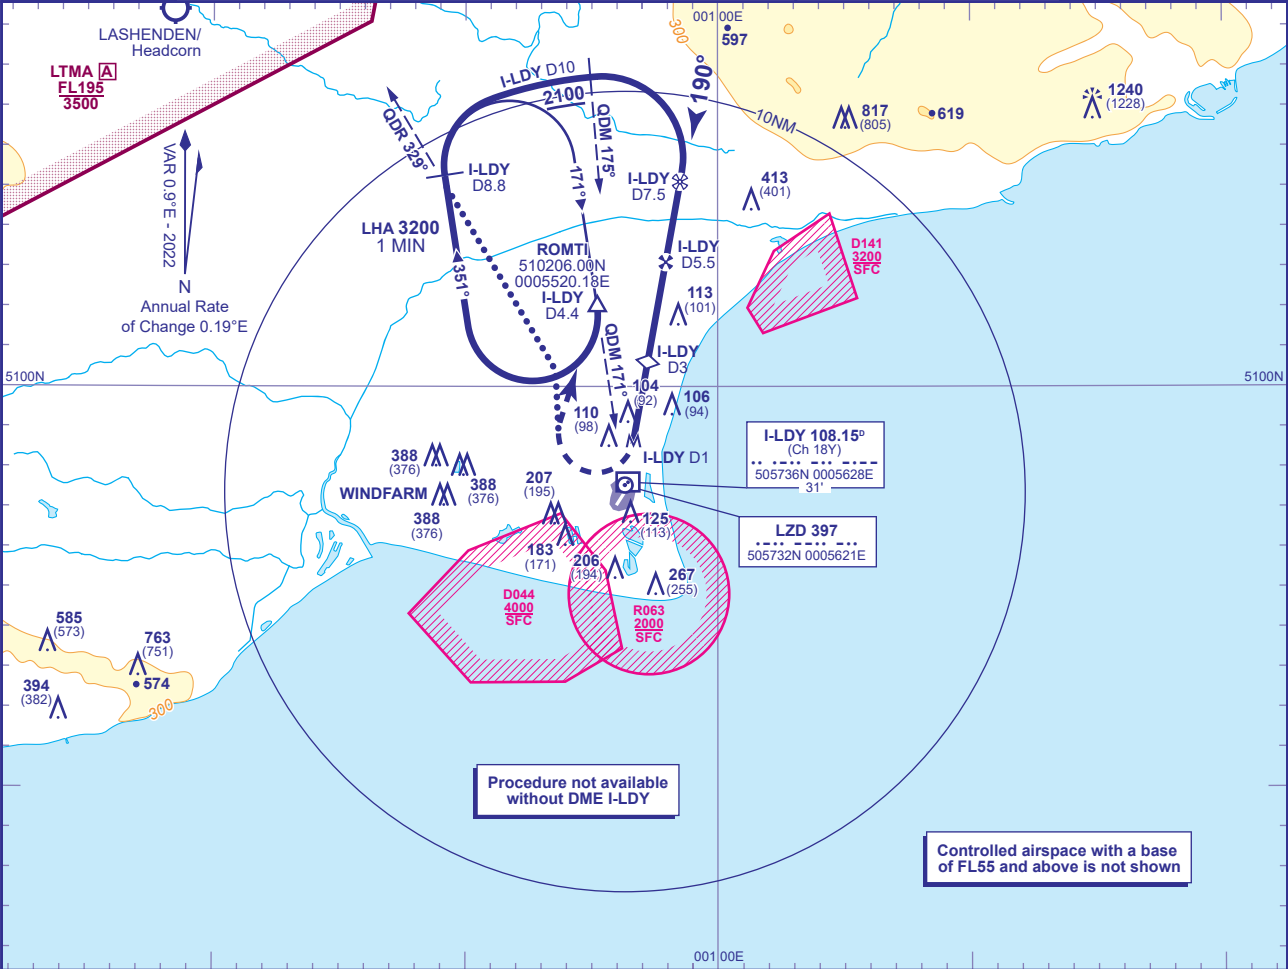 001 00E
LASHENDEN/
Headcorn
597
300
LTMA A
FL195
3500
I-LDY D10
2100
190°
10NM
1240
(1228)
817
(805)
619
QDR 329°
QDM 175°
VAR 0.9°E - 2022
N
Annual Rate
of Change 0.19°E
I-LDY
D8.8
171°
I-LDY
D7.5
413
(401)
LHA 3200
1 MIN
351°
ROMTI
510206.00N
0005520.18E
I-LDY
D4.4
I-LDY
D5.5
D141
3200
SFC
113
(101)
QDM 171°
I-LDY
D3
5100N
5100N
104
(92)
106
(94)
110
(98)
I-LDY D1
I-LDY 108.15ᴰ
(Ch 18Y)
505736N 0005628E
31'
388
(376)
388
(376)
WINDFARM
388
(376)
207
(195)
125
(113)
LZD 397
505732N 0005621E
183
(171)
206
(194)
267
(255)
D044
4000
SFC
R063
2000
SFC
585
(573)
763
(751)
574
394
(382)
300
Procedure not available
without DME I-LDY
Controlled airspace with a base
of FL55 and above is not shown
001 00E